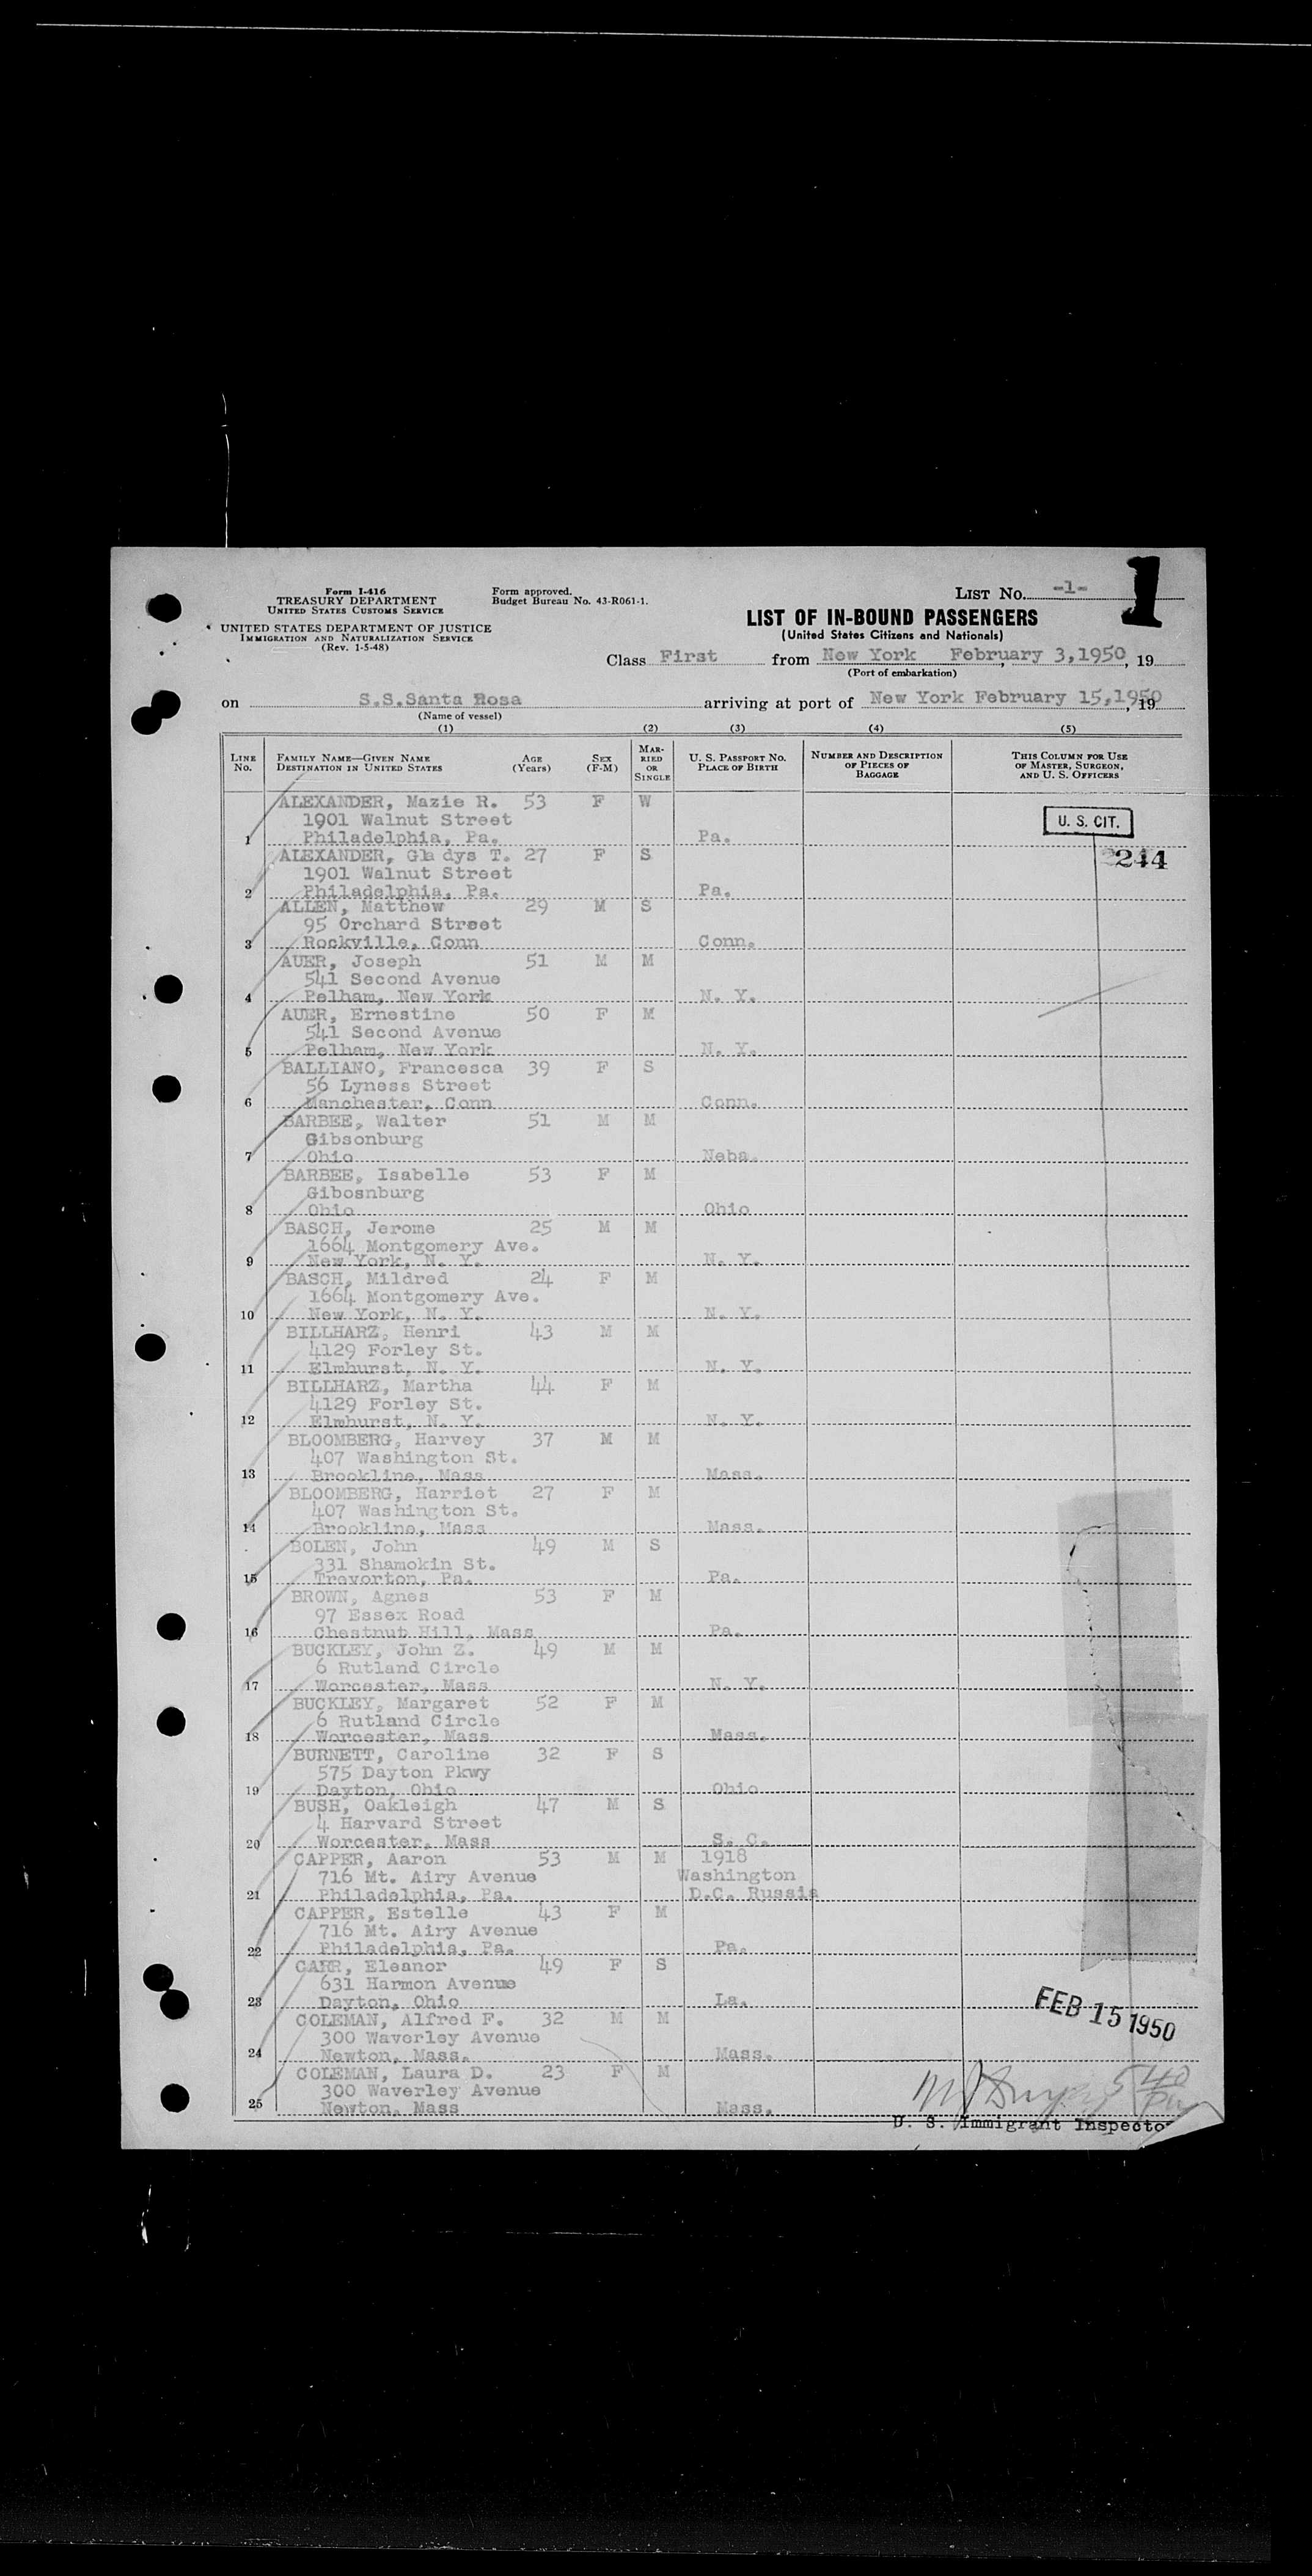 Form I-416
TREASURY DEPARTMENT
UNITED STATES CUSTOMS SERVICE
UNITED STATES DEPARTMENT OF JUSTICE
IMMIGRATION AND NATURALIZATION SERVICE
(Rev. 1-5-48)
Form approved.
Budget Bureau No. 43-R061-1.
LIST No. -1-
1
LIST OF IN-BOUND PASSENGERS
(United States Citizens and Nationals)
Class First from New York February 3,1950, 19
(Port of embarkation)
on S.S.Santa Rosa arriving at port of New York February 15,1950, 19
(Name of vessel)
(1) (2) (3) (4) (5)
LINE No. FAMILY NAME—GIVEN NAME DESTINATION IN UNITED STATES AGE (Years) SEX (F-M) MARRIED OR SINGLE U. S. PASSPORT No. PLACE OF BIRTH NUMBER AND DESCRIPTION OF PIECES OF BAGGAGE THIS COLUMN FOR USE OF MASTER, SURGEON, AND U. S. OFFICERS
ALEXANDER, Mazie R. 53 F W
1901 Walnut Street U. S. CIT.
1 Philadelphia, Pa. Pa.
ALEXANDER, Gladys T. 27 F S 2244
1901 Walnut Street
2 Philadelphia, Pa. Pa.
ALLEN, Matthew 29 M S
95 Orchard Street
3 Rockville, Conn Conn.
AUER, Joseph 51 M M
541 Second Avenue
4 Pelham, New York N. Y.
AUER, Ernestine 50 F M
541 Second Avenue
5 Pelham, New York N. Y.
BALLIANO, Francesca 39 F S
56 Lyness Street
6 Manchester, Conn Conn.
BARBEE, Walter 51 M M
Gibsonburg
7 Ohio Neba.
BARBEE, Isabelle 53 F M
Gibosnburg
8 Ohio Ohio
BASCH, Jerome 25 M M
1664 Montgomery Ave.
9 New York, N. Y. N. Y.
BASCH, Mildred 24 F M
1664 Montgomery Ave.
10 New York, N. Y. N. Y.
BILLHARZ, Henri 43 M M
4129 Forley St.
11 Elmhurst, N. Y. N. Y.
BILLHARZ, Martha 44 F M
4129 Forley St.
12 Elmhurst, N. Y. N. Y.
BLOOMBERG, Harvey 37 M M
407 Washington St.
13 Brookline, Mass Mass.
BLOOMBERG, Harriet 27 F M
407 Washington St.
14 Brookline, Mass Mass.
BOLEN, John 49 M S
331 Shamokin St.
15 Trevorton, Pa. Pa.
BROWN, Agnes 53 F M
97 Essex Road
16 Chestnut Hill, Mass Pa.
BUCKLEY, John Z. 49 M M
6 Rutland Circle
17 Worcester, Mass N. Y.
BUCKLEY, Margaret 52 F M
6 Rutland Circle
18 Worcester, Mass Mass.
BURNETT, Caroline 32 F S
575 Dayton Pkwy
19 Dayton, Ohio Ohio
BUSH, Oakleigh 47 M S
4 Harvard Street
20 Worcester, Mass S. C.
CAPPER, Aaron 53 M M 1918
716 Mt. Airy Avenue Washington
21 Philadelphia, Pa. D.C. Russia
CAPPER, Estelle 43 F M
716 Mt. Airy Avenue
22 Philadelphia, Pa. Pa.
CARR, Eleanor 49 F S
631 Harmon Avenue
23 Dayton, Ohio La.
COLEMAN, Alfred F. 32 M M FEB 15 1950
300 Waverley Avenue
24 Newton, Mass. Mass.
COLEMAN, Laura D. 23 F M
300 Waverley Avenue
25 Newton, Mass Mass.
U. S. Immigrant Inspector